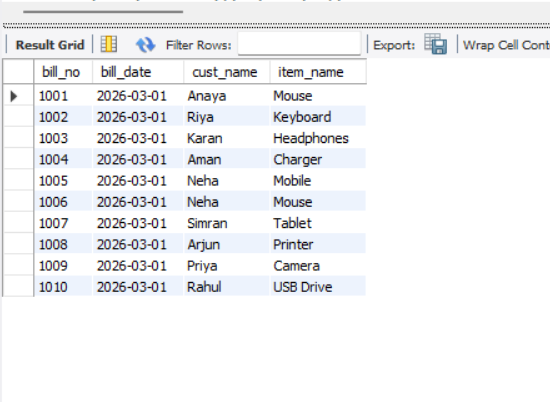 Result Grid Filter Rows: Export: Wrap Cell Cont
bill_no bill_date cust_name item_name
1001 2026-03-01 Anaya Mouse
1002 2026-03-01 Riya Keyboard
1003 2026-03-01 Karan Headphones
1004 2026-03-01 Aman Charger
1005 2026-03-01 Neha Mobile
1006 2026-03-01 Neha Mouse
1007 2026-03-01 Simran Tablet
1008 2026-03-01 Arjun Printer
1009 2026-03-01 Priya Camera
1010 2026-03-01 Rahul USB Drive